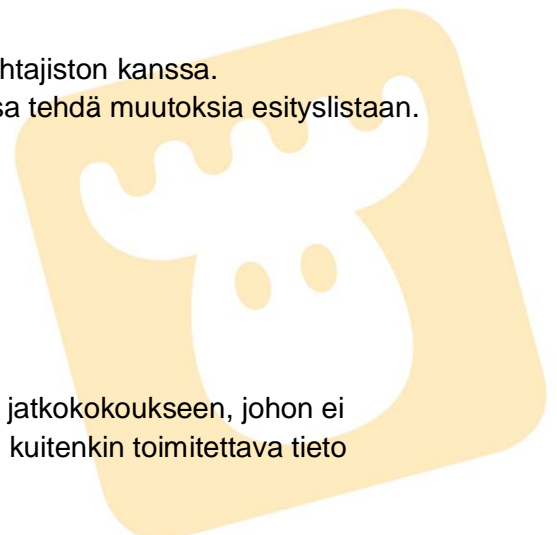 htajiston kanssa.
sa tehdä muutoksia esityslistaan.
jatkokokoukseen, johon ei
kuitenkin toimitettava tieto